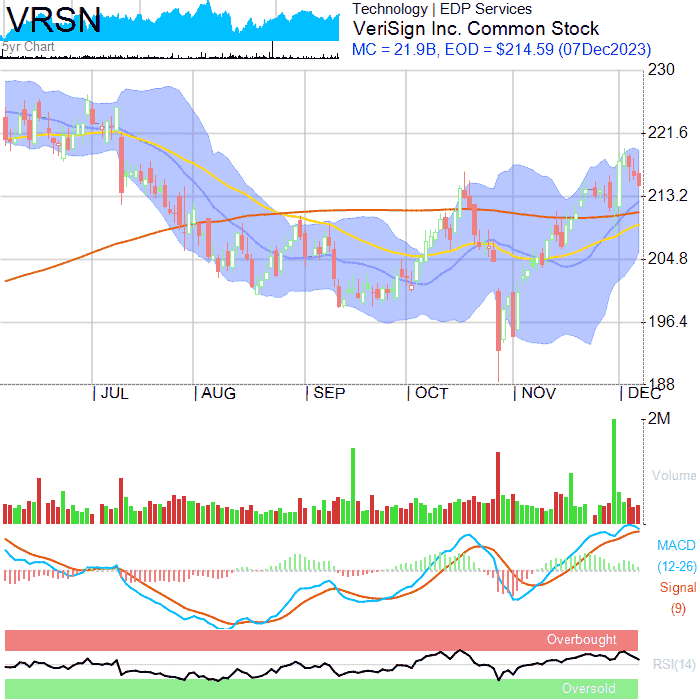 VRSN
5yr Chart
Technology | EDP Services
VeriSign Inc. Common Stock
MC = 21.9B, EOD = $214.59 (07Dec2023)
230
221.6
213.2
204.8
196.4
188
JUL AUG SEP OCT NOV DEC
2M
Volume
MACD
(12-26)
Signal
(9)
Overbought
RSI(14)
Oversold